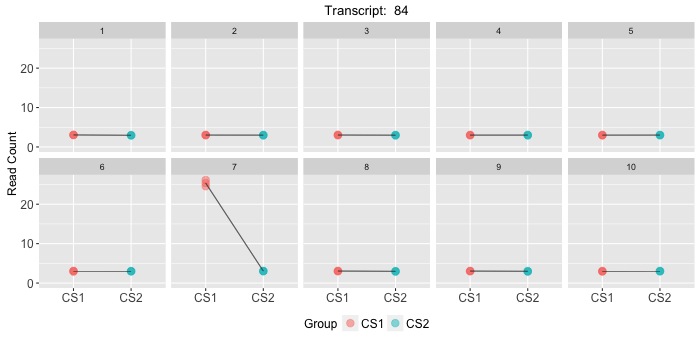 Transcript: 84
1 2 3 4 5
20
10
0
Read Count
6 7 8 9 10
20
10
0
CS1 CS2 CS1 CS2 CS1 CS2 CS1 CS2 CS1 CS2
Group CS1 CS2